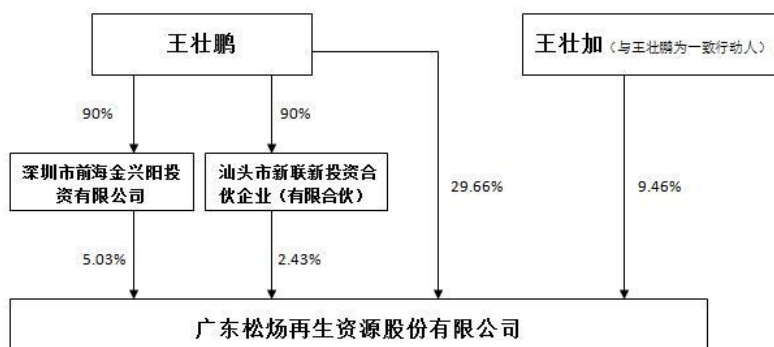 王壮鹏
王壮加（与王壮鹏为一致行动人）
90%
90%
深圳市前海金兴阳投
资有限公司
汕头市新联新投资合
伙企业（有限合伙）
29.66%
9.46%
5.03%
2.43%
广东松炀再生资源股份有限公司